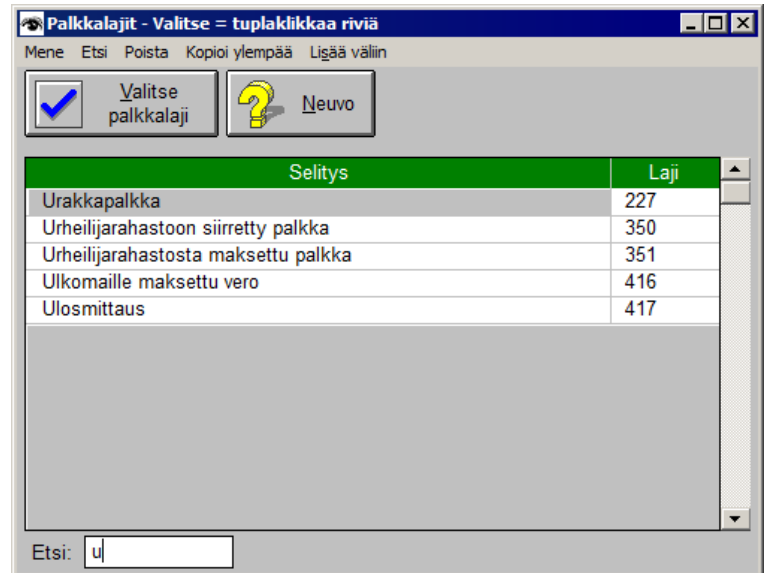 Palkkalajit - Valitse = tuplaklikkaa riviä
Mene Etsi Poista Kopioi ylempää Lisää väliin
Valitse
palkkalaji
Neuvo
Selitys Laji
Urakkapalkka 227
Urheilijarahastoon siirretty palkka 350
Urheilijarahastosta maksettu palkka 351
Ulkomaille maksettu vero 416
Ulosmittaus 417
Etsi: u